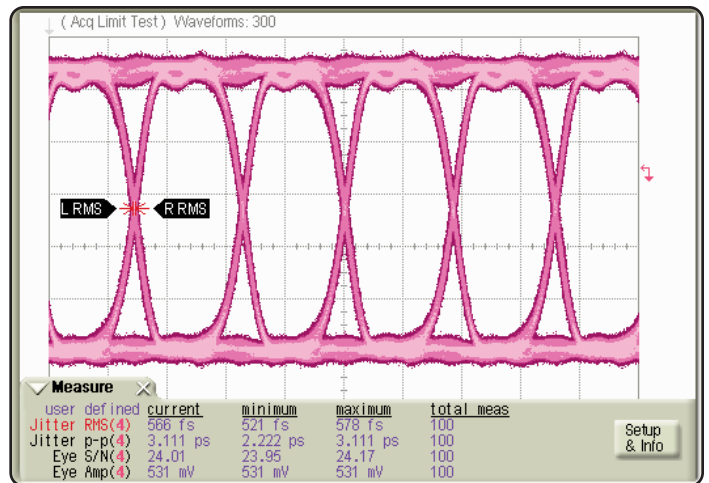 ( Acq Limit Test ) Waveforms: 300
L RMS R RMS
Measure
user defined current minimum maximum total meas
Jitter RMS(4) 566 fs 521 fs 578 fs 100
Jitter p-p(4) 3.111 ps 2.222 ps 3.111 ps 100
Eye S/N(4) 24.01 23.95 24.17 100
Eye Amp(4) 531 mV 531 mV 531 mV 100
Setup
& Info